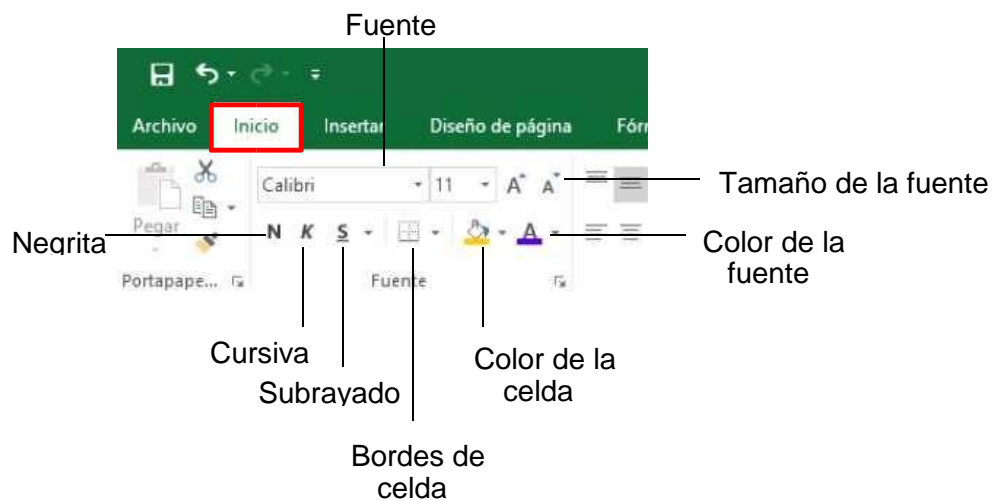 Fuente
Archivo Inicio Insertar Diseño de página Fórr
Calibri 11 A A
Tamaño de la fuente
Pegar
N K S A
Negrita
Color de la
fuente
Portapape... Fuente
Cursiva
Subrayado
Color de la
celda
Bordes de
celda